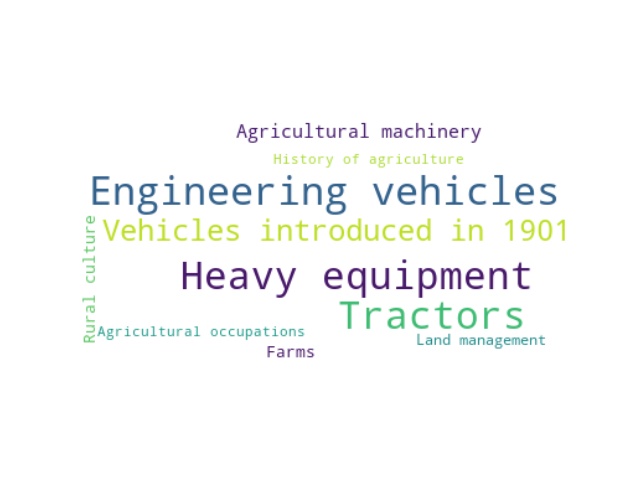 Agricultural machinery
History of agriculture
Engineering vehicles
Vehicles introduced in 1901
Rural culture
Heavy equipment
Tractors
Agricultural occupations
Land management
Farms